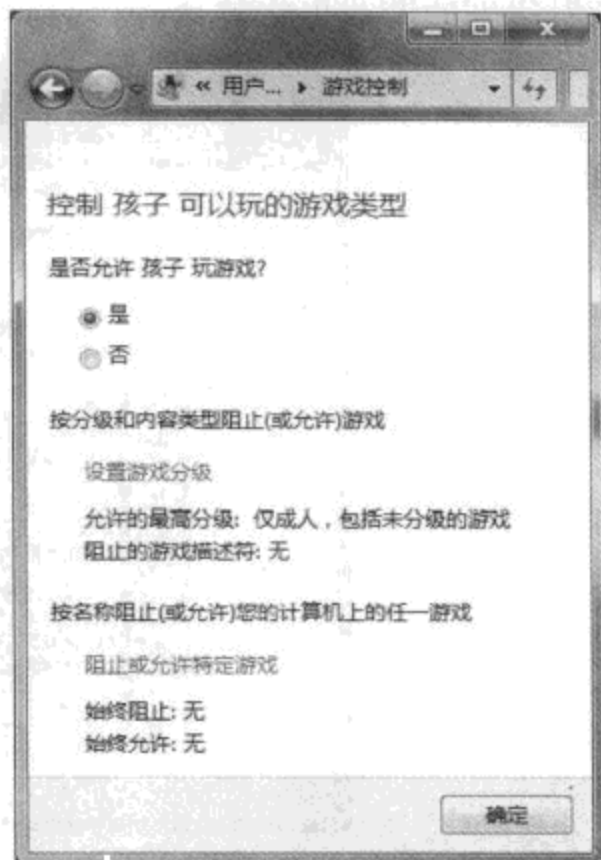 « 用户... ▸ 游戏控制
控制 孩子 可以玩的游戏类型
是否允许 孩子 玩游戏?
是
否
按分级和内容类型阻止(或允许)游戏
设置游戏分级
允许的最高分级: 仅成人，包括未分级的游戏
阻止的游戏描述符: 无
按名称阻止(或允许)您的计算机上的任一游戏
阻止或允许特定游戏
始终阻止: 无
始终允许: 无
确定